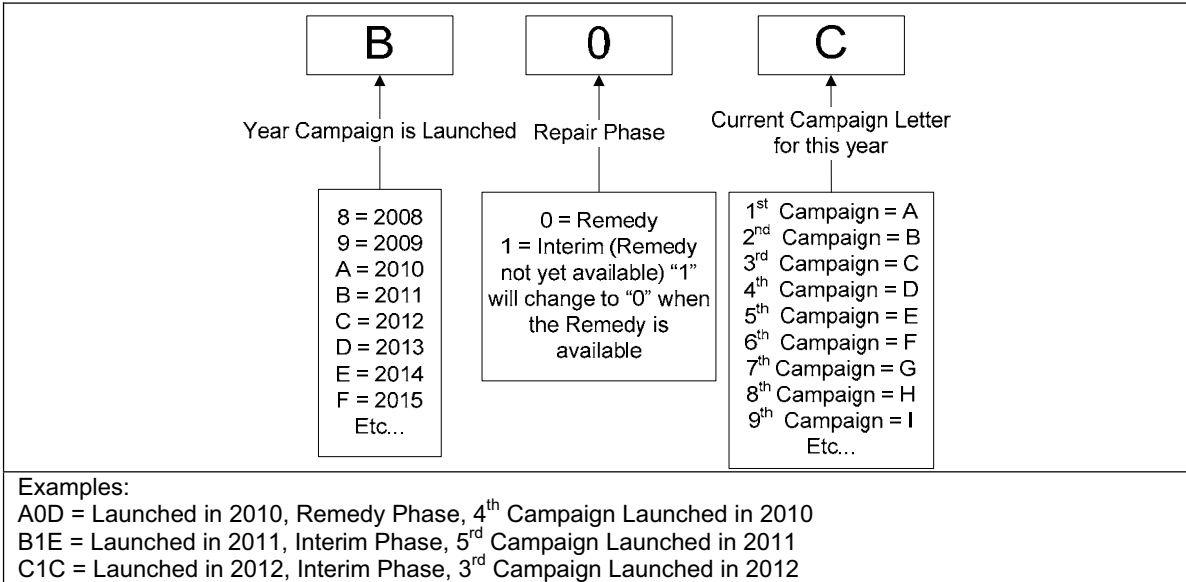 B 0 C
Year Campaign is Launched
Repair Phase
Current Campaign Letter
for this year
8 = 2008
9 = 2009
A = 2010
B = 2011
C = 2012
D = 2013
E = 2014
F = 2015
Etc...
0 = Remedy
1 = Interim (Remedy
not yet available) “1”
will change to “0” when
the Remedy is
available
1st Campaign = A
2nd Campaign = B
3rd Campaign = C
4th Campaign = D
5th Campaign = E
6th Campaign = F
7th Campaign = G
8th Campaign = H
9th Campaign = I
Etc...
Examples:
A0D = Launched in 2010, Remedy Phase, 4th Campaign Launched in 2010
B1E = Launched in 2011, Interim Phase, 5rd Campaign Launched in 2011
C1C = Launched in 2012, Interim Phase, 3rd Campaign Launched in 2012